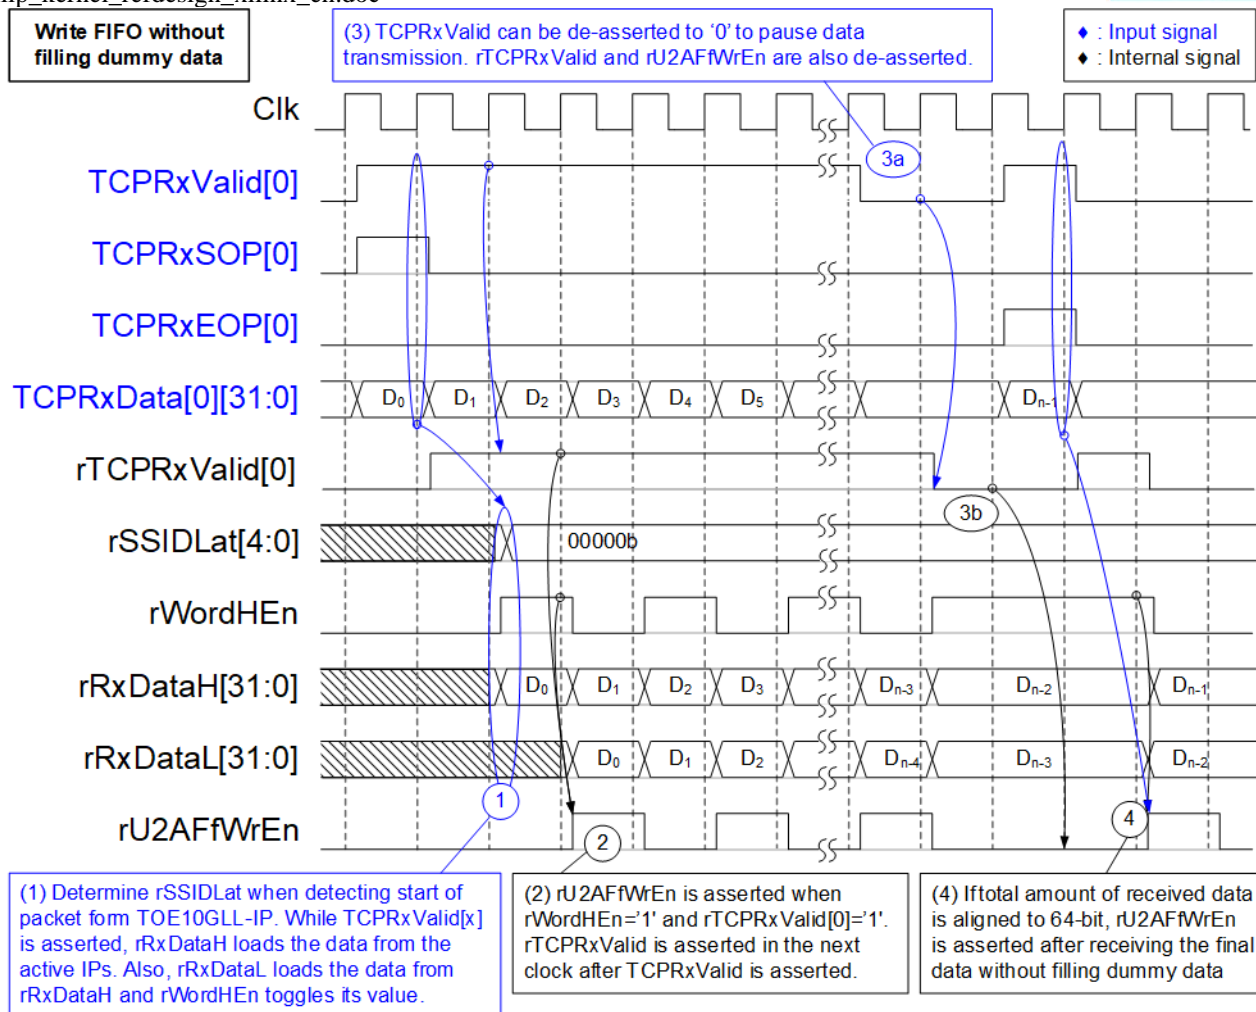 Write FIFO without
filling dummy data
(3) TCPRxValid can be de-asserted to ‘0’ to pause data
transmission. rTCPRxValid and rU2AFfWrEn are also de-asserted.
♦ : Input signal
♦ : Internal signal
Clk
TCPRxValid[0]
3a
TCPRxSOP[0]
TCPRxEOP[0]
TCPRxData[0][31:0]
D0 D1 D2 D3 D4 D5 Dn-1
rTCPRxValid[0]
3b
rSSIDLat[4:0]
00000b
rWordHEn
rRxDataH[31:0]
D0 D1 D2 D3 Dn-3 Dn-2 Dn-1
rRxDataL[31:0]
D0 D1 D2 Dn-4 Dn-3 Dn-2
rU2AFfWrEn
1
2
4
(1) Determine rSSIDLat when detecting start of
packet form TOE10GLL-IP. While TCPRxValid[x]
is asserted, rRxDataH loads the data from the
active IPs. Also, rRxDataL loads the data from
rRxDataH and rWordHEn toggles its value.
(2) rU2AFfWrEn is asserted when
rWordHEn='1' and rTCPRxValid[0]='1'.
rTCPRxValid is asserted in the next
clock after TCPRxValid is asserted.
(4) If total amount of received data
is aligned to 64-bit, rU2AFfWrEn
is asserted after receiving the final
data without filling dummy data